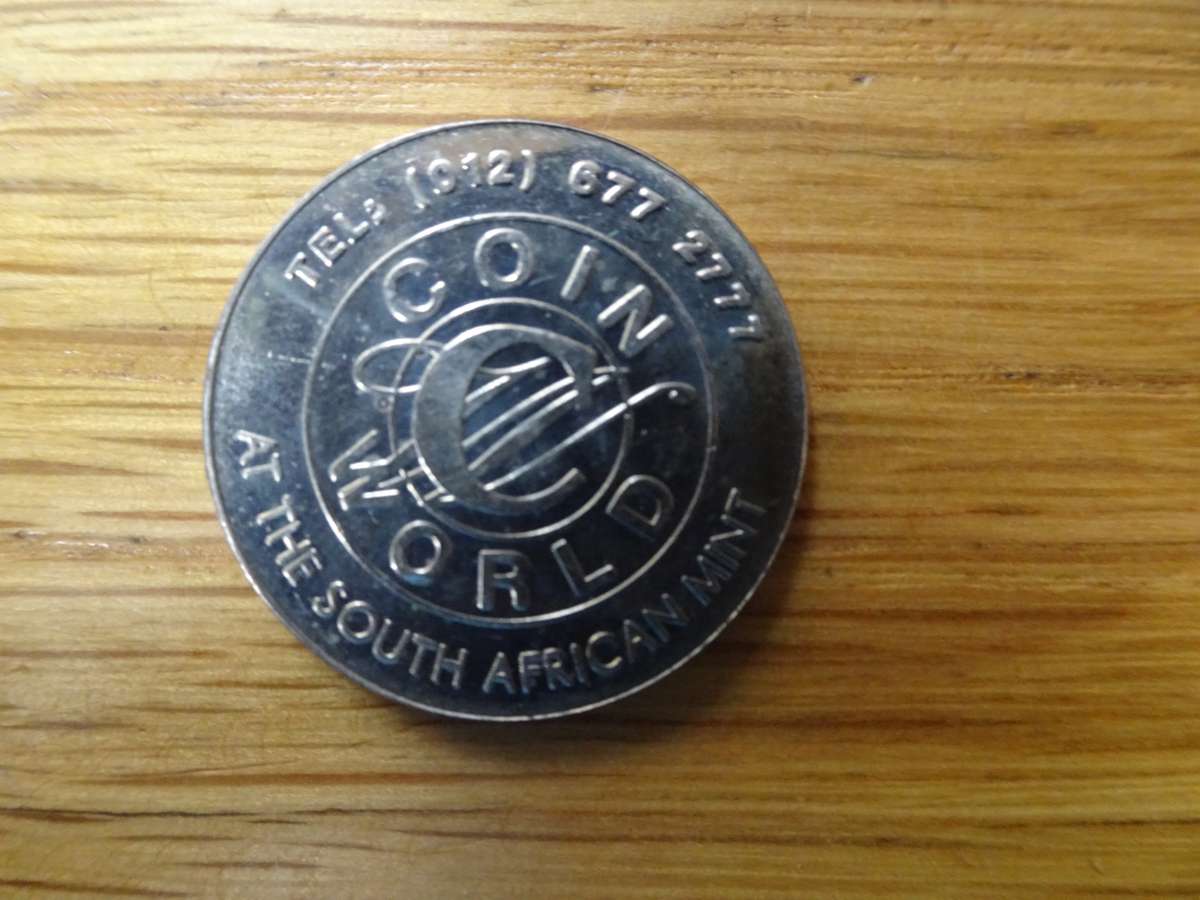 TEL: (012) 677 2777
COIN
C
WORLD
AT THE SOUTH AFRICAN MINT